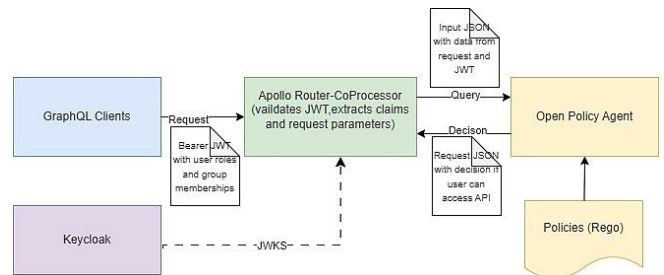 Input JSON
with data from
request and
JWT
GraphQL Clients
Request
Bearer JWT
with user roles
and group
memberships
Apollo Router-CoProcessor
(vaildates JWT,extracts claims
and request parameters)
Query
Decison
Request JSON
with decision if
user can
access API
Open Policy Agent
Keycloak
JWKS
Policies (Rego)